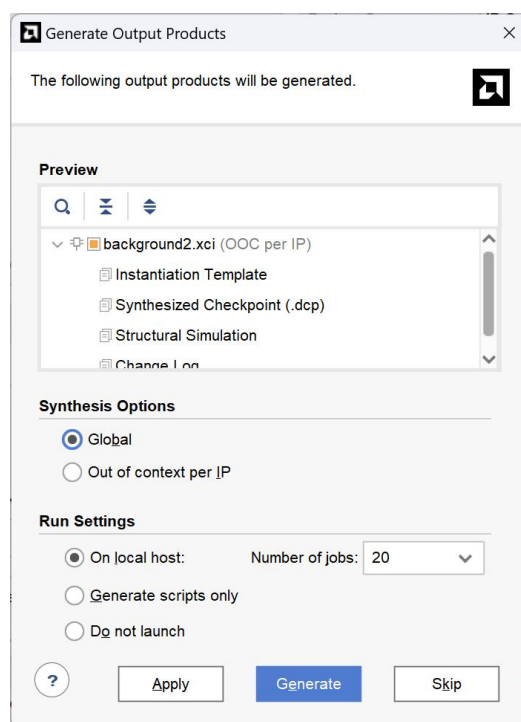 Generate Output Products
The following output products will be generated.
Preview
background2.xci (OOC per IP)
Instantiation Template
Synthesized Checkpoint (.dcp)
Structural Simulation
Change Log
Synthesis Options
Global
Out of context per IP
Run Settings
On local host: Number of jobs: 20
Generate scripts only
Do not launch
? Apply Generate Skip